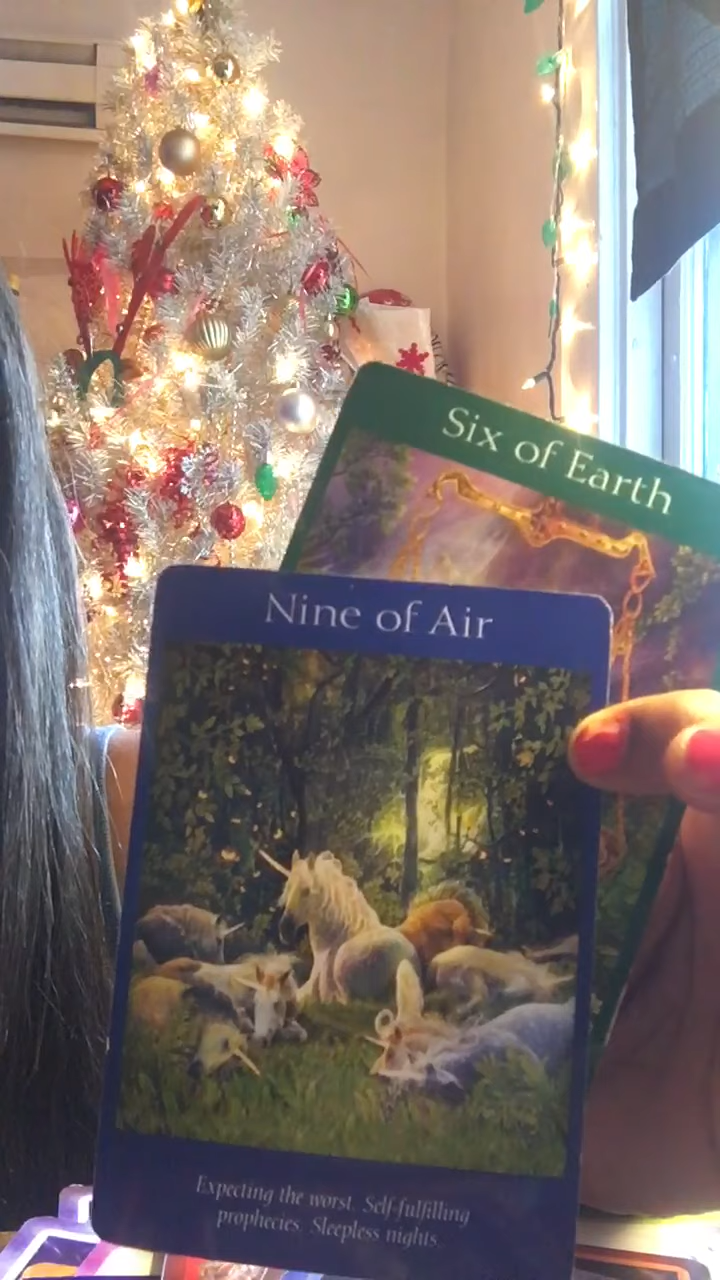 Six of Earth
Nine of Air
Expecting the worst. Self-fulfilling
prophecies. Sleepless nights.